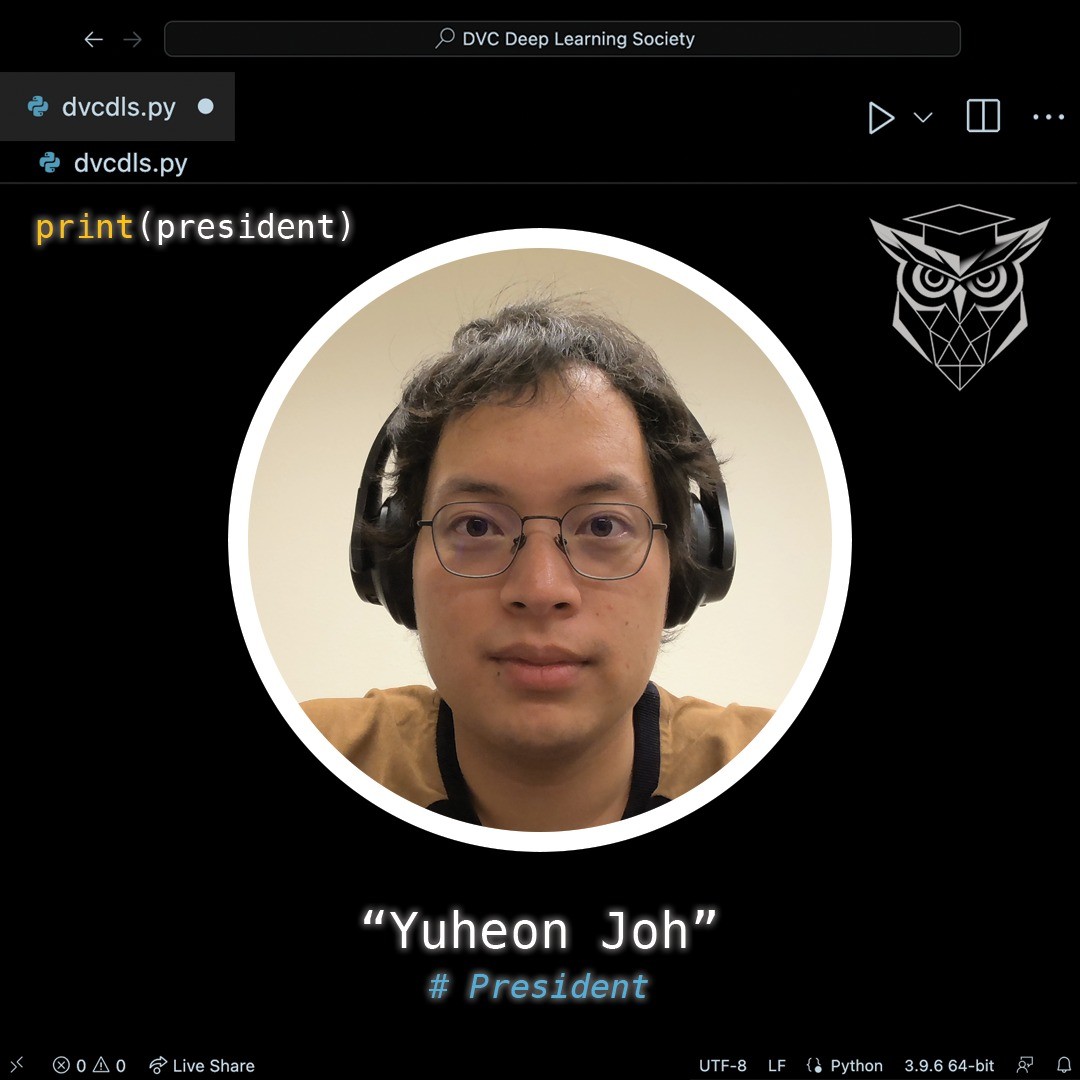 DVC Deep Learning Society
dvcdls.py
dvcdls.py
print(president)
“Yuheon Joh”
# President
0 0 Live Share UTF-8 LF Python 3.9.6 64-bit